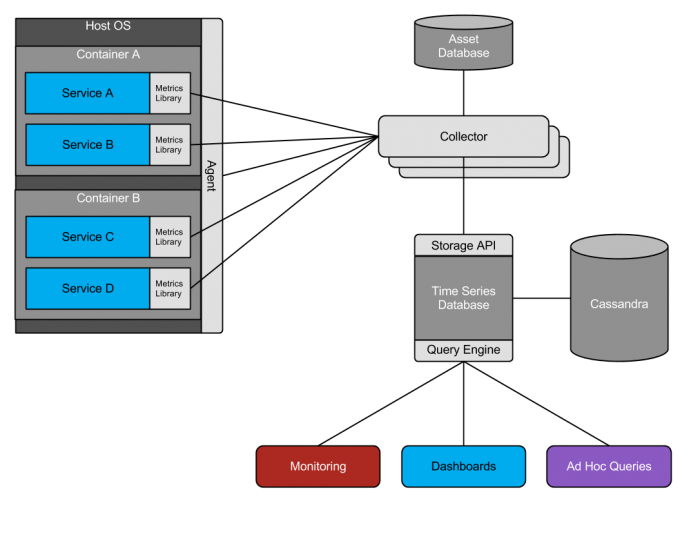 Host OS
Container A
Service A
Metrics
Library
Service B
Metrics
Library
Container B
Service C
Metrics
Library
Service D
Metrics
Library
Agent
Asset
Database
Collector
Storage API
Time Series
Database
Query Engine
Cassandra
Monitoring
Dashboards
Ad Hoc Queries